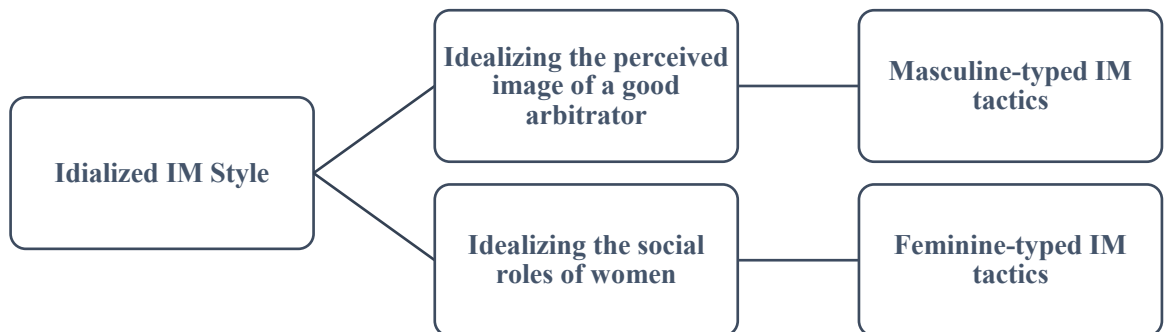 Idialized IM Style
Idealizing the perceived
image of a good
arbitrator
Masculine-typed IM
tactics
Idealizing the social
roles of women
Feminine-typed IM
tactics